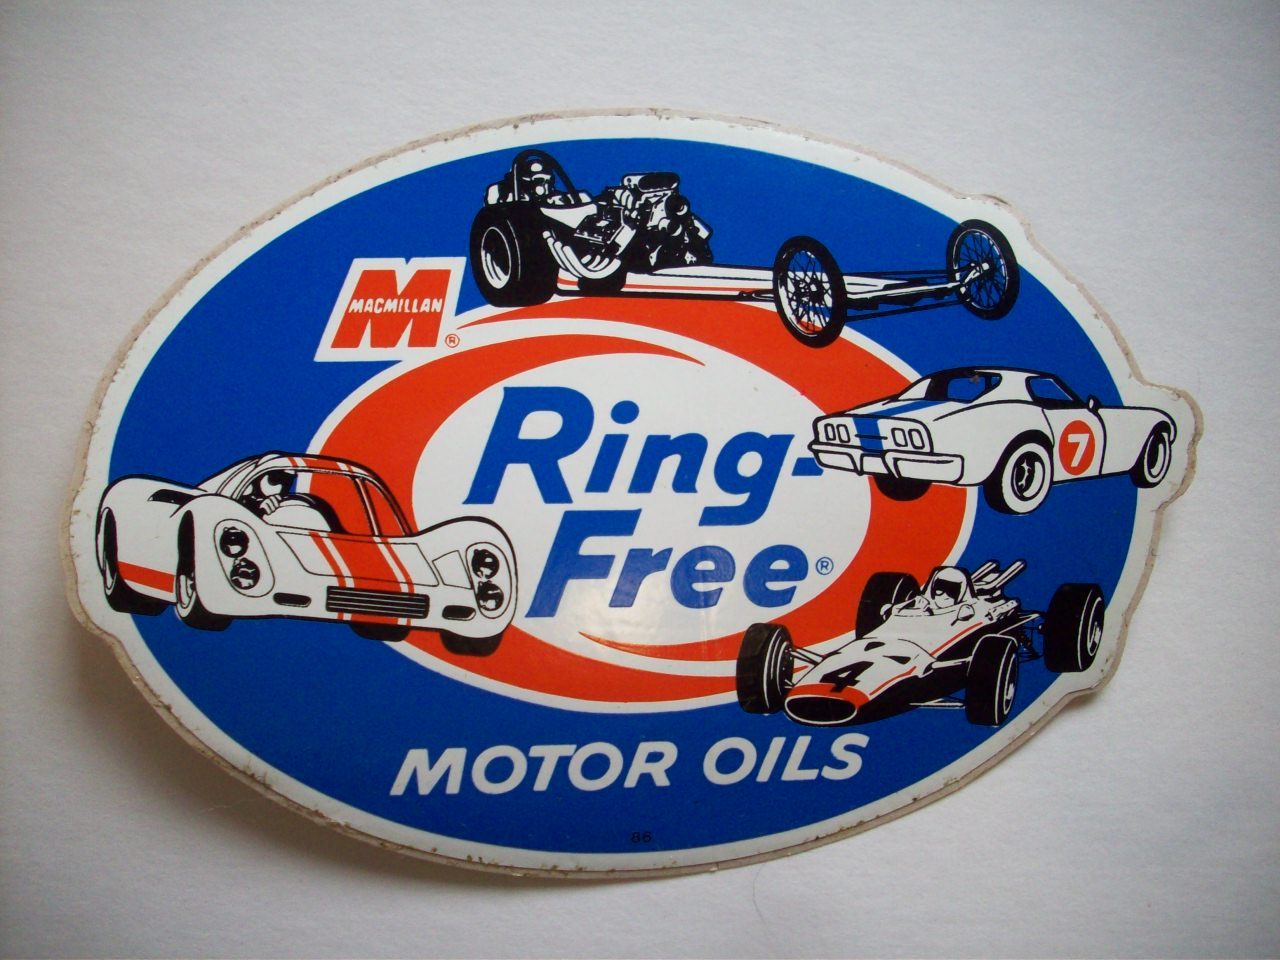 MACMILLAN
M
®
Ring-
Free®
7
4
MOTOR OILS
86